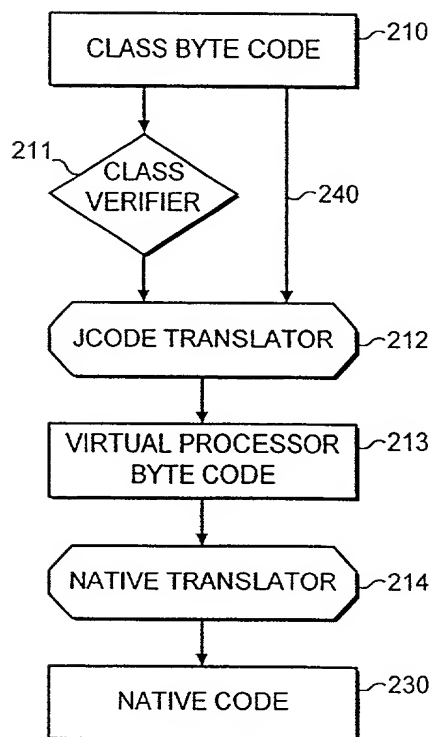 CLASS BYTE CODE
210
211
CLASS
VERIFIER
240
JCODE TRANSLATOR
212
VIRTUAL PROCESSOR
BYTE CODE
213
NATIVE TRANSLATOR
214
NATIVE CODE
230